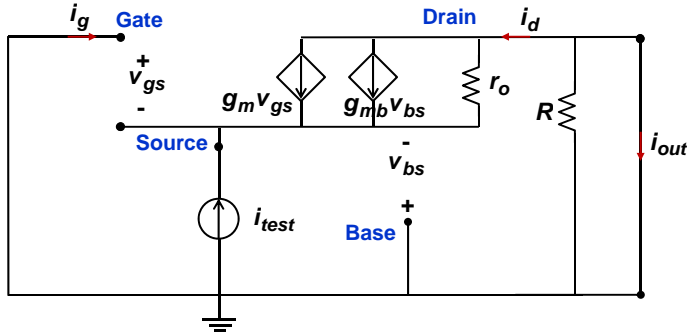 i_g Gate
Drain
i_d
+
v_gs
-
g_m v_gs
g_mb v_bs
r_o
R
i_out
Source
-
v_bs
+
i_test
Base